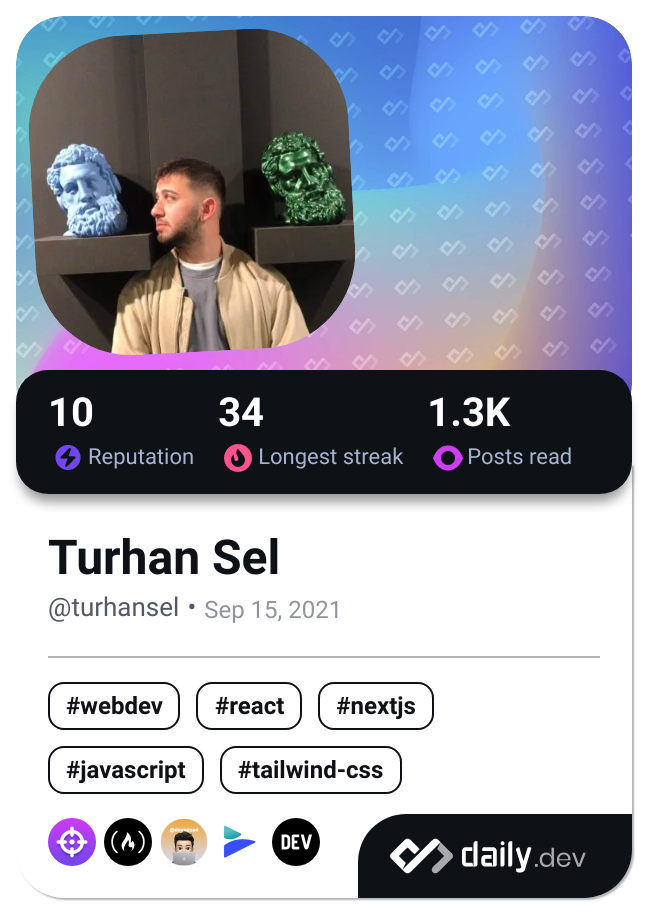 10 34 1.3K
Reputation Longest streak Posts read
Turhan Sel
@turhansel • Sep 15, 2021
#webdev #react #nextjs
#javascript #tailwind-css
DEV
daily.dev